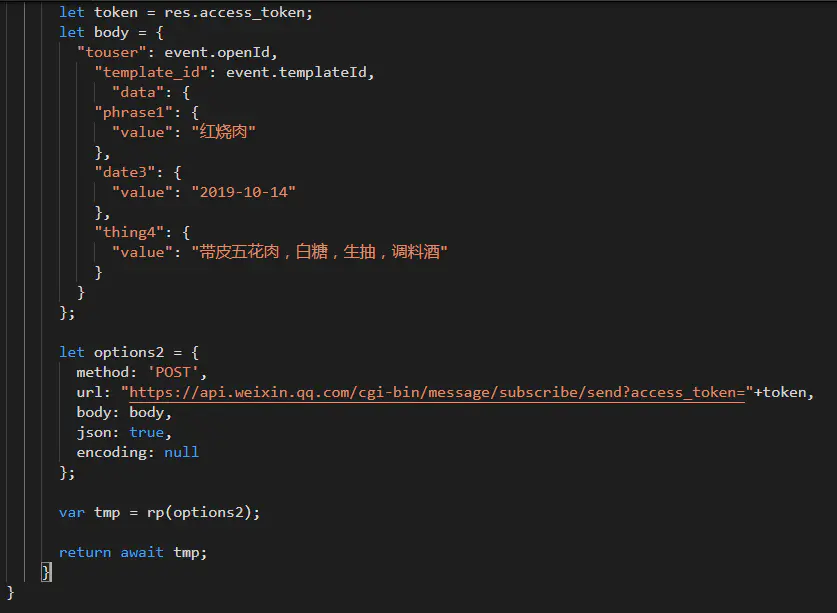 let token = res.access_token;
let body = {
"touser": event.openId,
"template_id": event.templateId,
"data": {
"phrase1": {
"value": "红烧肉"
},
"date3": {
"value": "2019-10-14"
},
"thing4": {
"value": "带皮五花肉，白糖，生抽，调料酒"
}
}
};
let options2 = {
method: 'POST',
url: "https://api.weixin.qq.com/cgi-bin/message/subscribe/send?access_token="+token,
body: body,
json: true,
encoding: null
};
var tmp = rp(options2);
return await tmp;
}
}